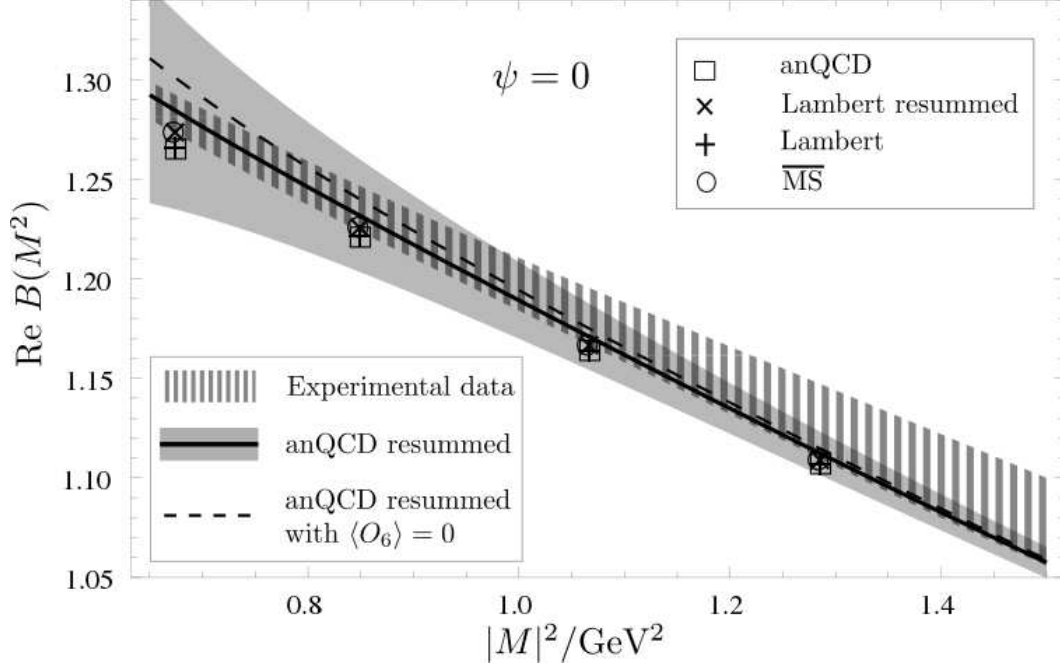 ψ = 0
anQCD
Lambert resummed
Lambert
M̅S̅
1.30
1.25
1.20
1.15
1.10
1.05
Re B(M²)
Experimental data
anQCD resummed
anQCD resummed
with ⟨O₆⟩ = 0
0.8
1.0
1.2
1.4
|M|²/GeV²